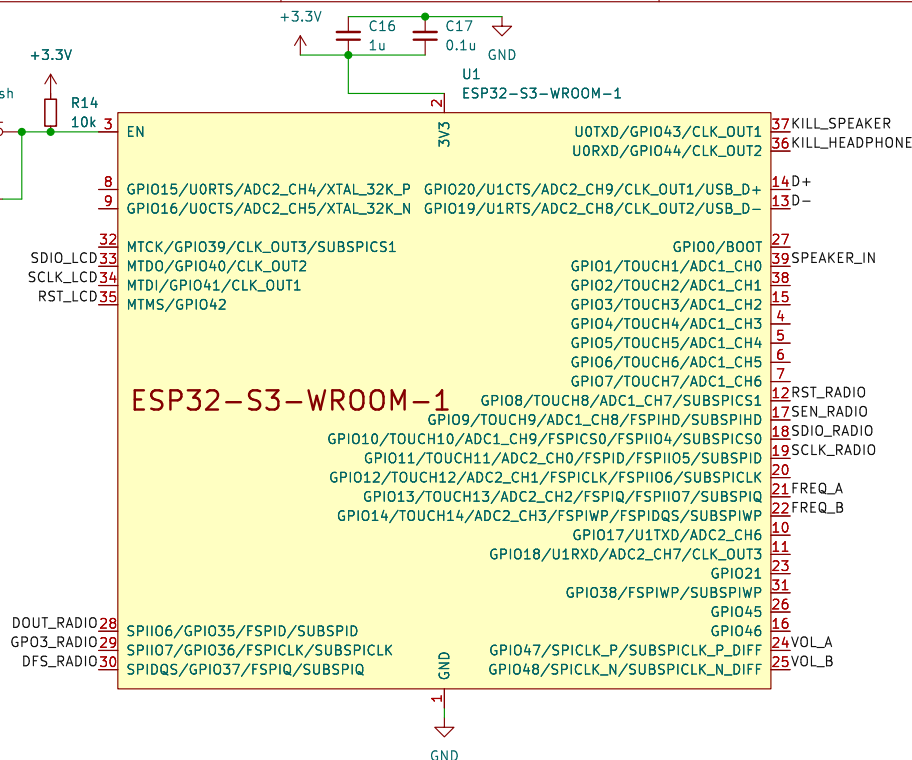 +3.3V
C16
1u
C17
0.1u
GND
+3.3V
U1
ESP32-S3-WROOM-1
sh
R14
10k
2
3V3
3 EN
8 GPIO15/U0RTS/ADC2_CH4/XTAL_32K_P
9 GPIO16/U0CTS/ADC2_CH5/XTAL_32K_N
32 MTCK/GPIO39/CLK_OUT3/SUBSPICS1
SDIO_LCD 33 MTDO/GPIO40/CLK_OUT2
SCLK_LCD 34 MTDI/GPIO41/CLK_OUT1
RST_LCD 35 MTMS/GPIO42
ESP32-S3-WROOM-1
DOUT_RADIO 28 SPIIO6/GPIO35/FSPID/SUBSPID
GPO3_RADIO 29 SPIIO7/GPIO36/FSPICLK/SUBSPICLK
DFS_RADIO 30 SPIDQS/GPIO37/FSPIQ/SUBSPIQ
U0TXD/GPIO43/CLK_OUT1 37 KILL_SPEAKER
U0RXD/GPIO44/CLK_OUT2 36 KILL_HEADPHONE
GPIO20/U1CTS/ADC2_CH9/CLK_OUT1/USB_D+ 14 D+
GPIO19/U1RTS/ADC2_CH8/CLK_OUT2/USB_D- 13 D-
GPIO0/BOOT 27
GPIO1/TOUCH1/ADC1_CH0 39 SPEAKER_IN
GPIO2/TOUCH2/ADC1_CH1 38
GPIO3/TOUCH3/ADC1_CH2 15
GPIO4/TOUCH4/ADC1_CH3 4
GPIO5/TOUCH5/ADC1_CH4 5
GPIO6/TOUCH6/ADC1_CH5 6
GPIO7/TOUCH7/ADC1_CH6 7
GPIO8/TOUCH8/ADC1_CH7/SUBSPICS1 12 RST_RADIO
GPIO9/TOUCH9/ADC1_CH8/FSPIHD/SUBSPIHD 17 SEN_RADIO
GPIO10/TOUCH10/ADC1_CH9/FSPICS0/FSPIIO4/SUBSPICS0 18 SDIO_RADIO
GPIO11/TOUCH11/ADC2_CH0/FSPID/FSPIIO5/SUBSPID 19 SCLK_RADIO
GPIO12/TOUCH12/ADC2_CH1/FSPICLK/FSPIIO6/SUBSPICLK 20
GPIO13/TOUCH13/ADC2_CH2/FSPIQ/FSPIIO7/SUBSPIQ 21 FREQ_A
GPIO14/TOUCH14/ADC2_CH3/FSPIWP/FSPIDQS/SUBSPIWP 22 FREQ_B
GPIO17/U1TXD/ADC2_CH6 10
GPIO18/U1RXD/ADC2_CH7/CLK_OUT3 11
GPIO21 23
GPIO38/FSPIWP/SUBSPIWP 31
GPIO45 26
GPIO46 16
GPIO47/SPICLK_P/SUBSPICLK_P_DIFF 24 VOL_A
GPIO48/SPICLK_N/SUBSPICLK_N_DIFF 25 VOL_B
GND
1
GND